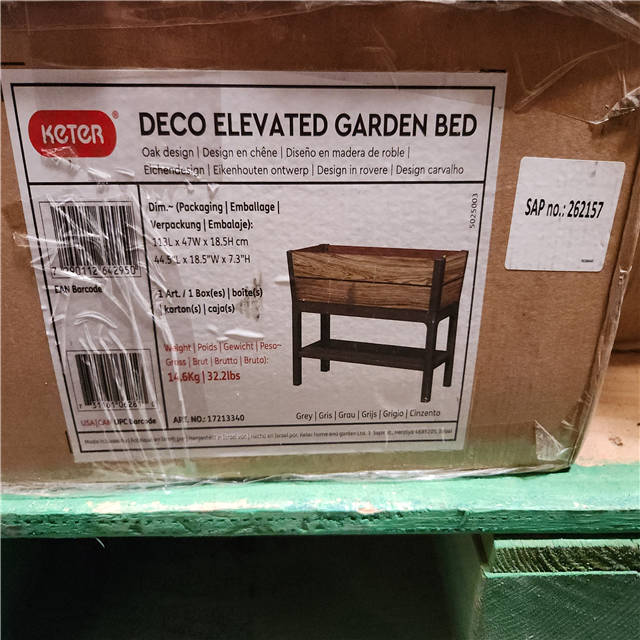 KETER®
DECO ELEVATED GARDEN BED
Oak design | Design en chêne | Diseño en madera de roble |
Eichendesign | Eikenhouten ontwerp | Design in rovere | Design carvalho
Dim.~ (Packaging | Emballage |
Verpackung | Embalaje):
113L x 47W x 18.5H cm
44.5"L x 18.5"W x 7.3"H
1 Art. / 1 Box(es) | boîte(s)
| karton(s) | caja(s)
Weight | Poids | Gewicht | Peso~
Gross | Brut | Brutto | Bruto):
14.6Kg | 32.2lbs
EAN Barcode
USA|CAN UPC Barcode
ART. NO.: 17213340
Grey | Gris | Grau | Grijs | Grigio | Cinzento
5025003
SAP no.: 262157